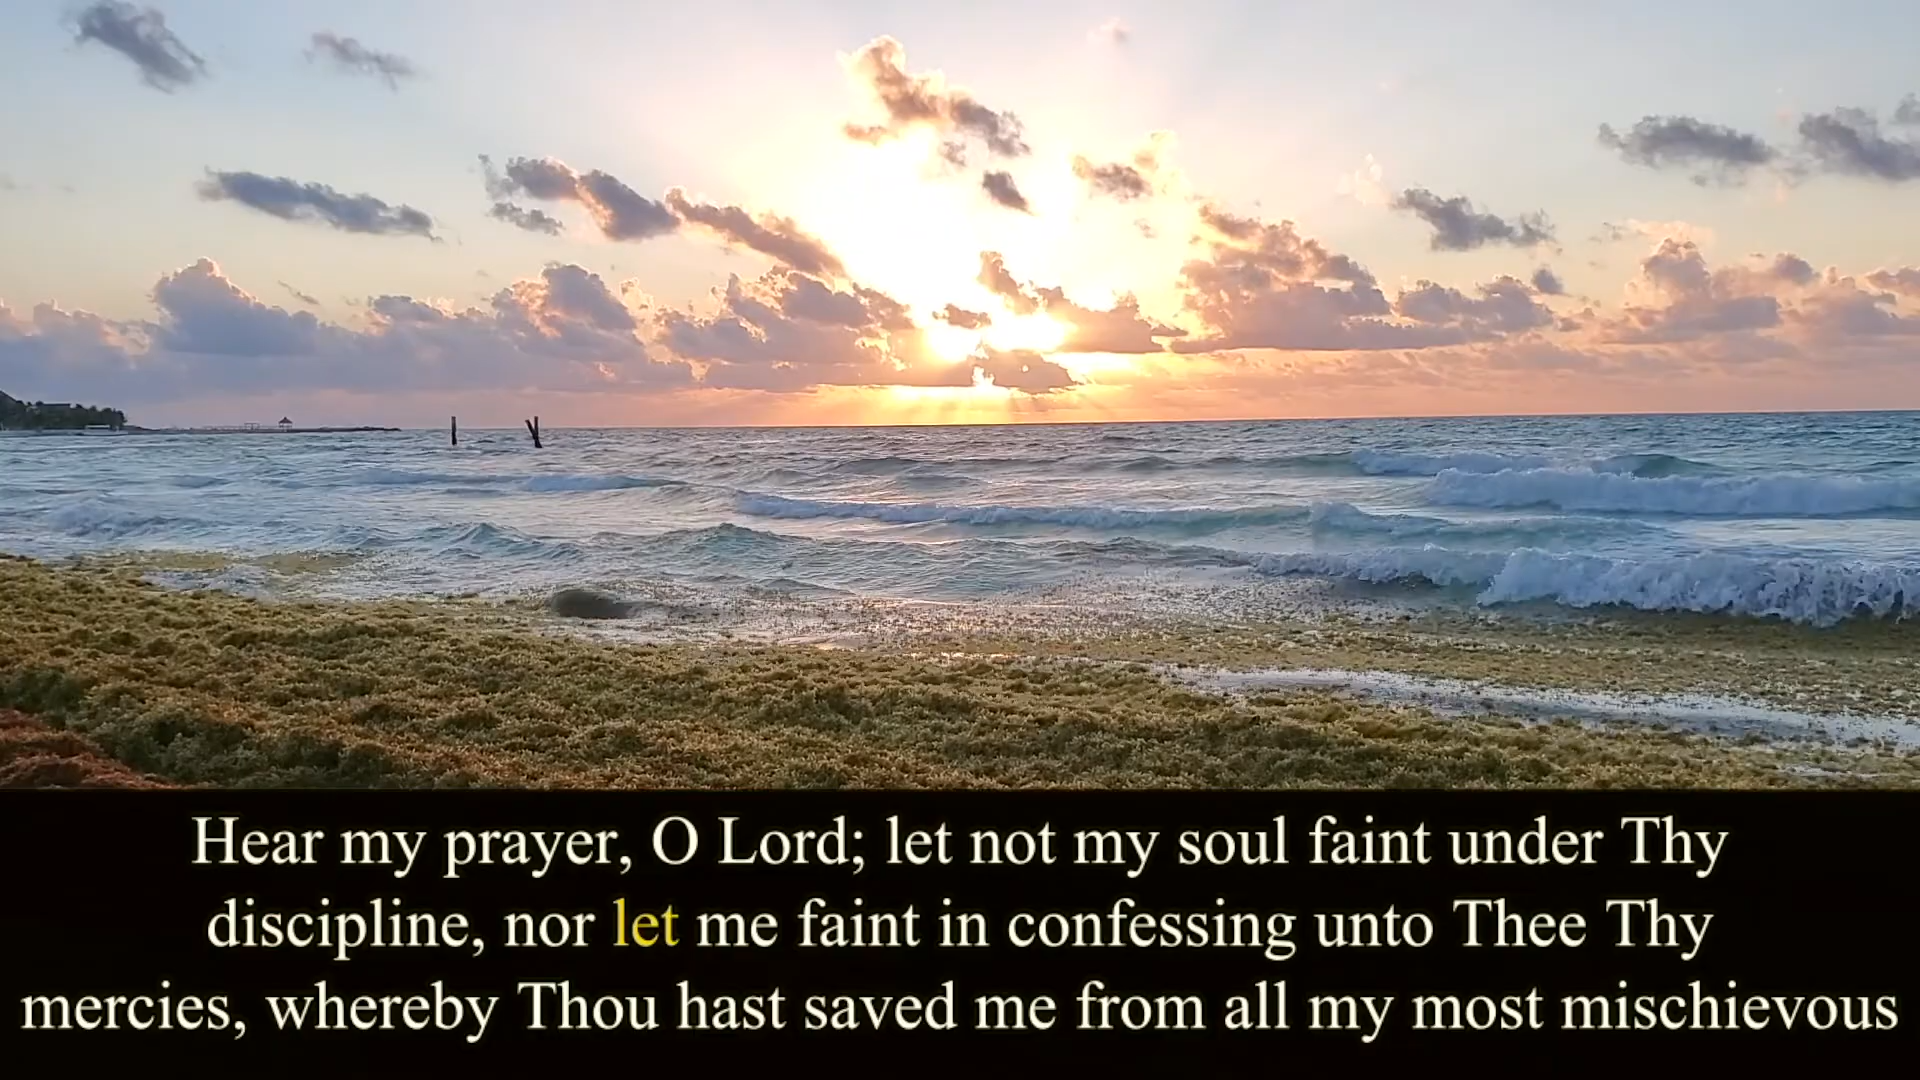 Hear my prayer, O Lord; let not my soul faint under Thy
discipline, nor let me faint in confessing unto Thee Thy
mercies, whereby Thou hast saved me from all my most mischievous